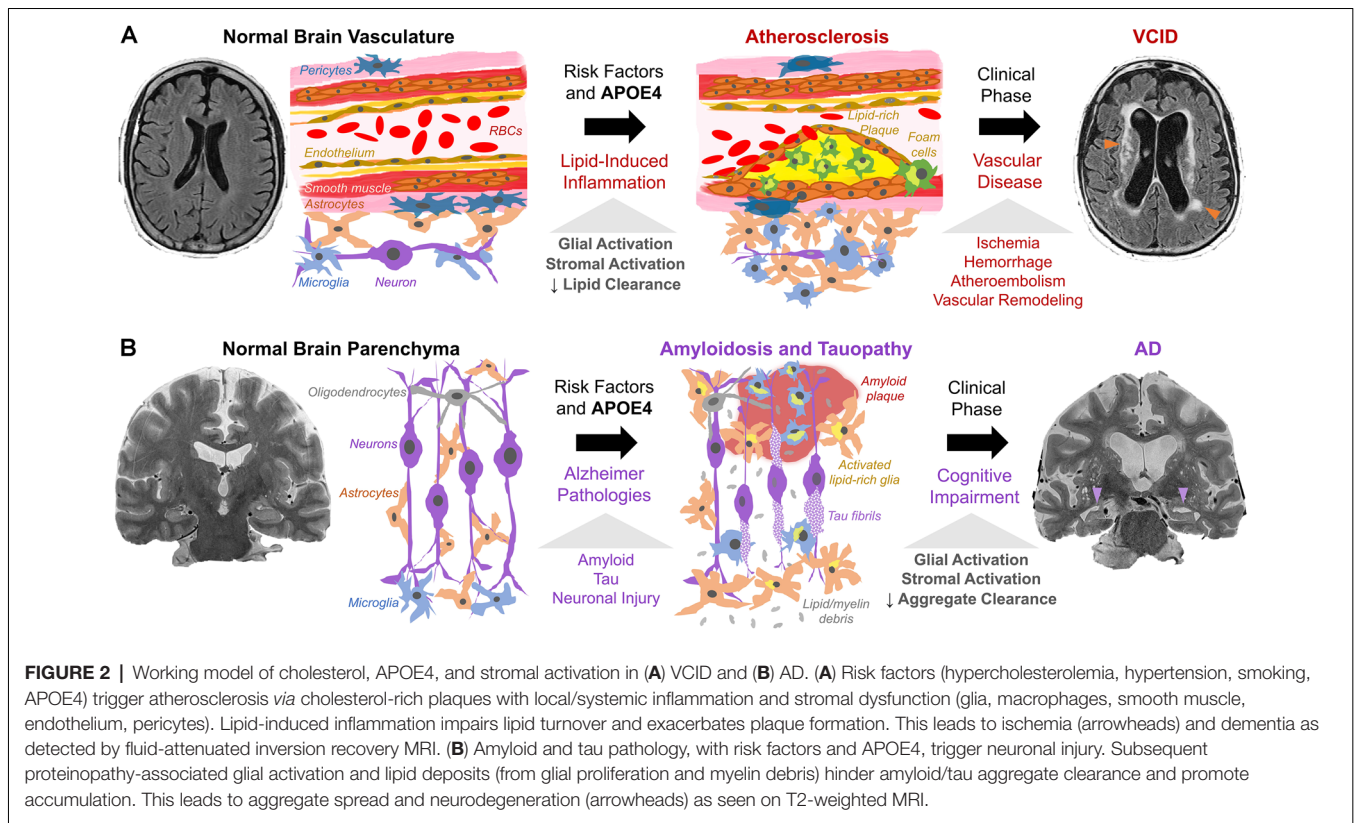 A
Normal Brain Vasculature
Atherosclerosis
VCID
Pericytes
RBCs
Endothelium
Smooth muscle
Astrocytes
Microglia
Neuron
Risk Factors
and APOE4
Lipid-Induced
Inflammation
Glial Activation
Stromal Activation
↓ Lipid Clearance
Lipid-rich
Plaque
Foam
cells
Clinical
Phase
Vascular
Disease
Ischemia
Hemorrhage
Atheroembolism
Vascular Remodeling
B
Normal Brain Parenchyma
Amyloidosis and Tauopathy
AD
Oligodendrocytes
Neurons
Astrocytes
Microglia
Risk Factors
and APOE4
Alzheimer
Pathologies
Amyloid
Tau
Neuronal Injury
Amyloid
plaque
Activated
lipid-rich glia
Tau fibrils
Lipid/myelin
debris
Clinical
Phase
Cognitive
Impairment
Glial Activation
Stromal Activation
↓ Aggregate Clearance
FIGURE 2 | Working model of cholesterol, APOE4, and stromal activation in (A) VCID and (B) AD. (A) Risk factors (hypercholesterolemia, hypertension, smoking,
APOE4) trigger atherosclerosis via cholesterol-rich plaques with local/systemic inflammation and stromal dysfunction (glia, macrophages, smooth muscle,
endothelium, pericytes). Lipid-induced inflammation impairs lipid turnover and exacerbates plaque formation. This leads to ischemia (arrowheads) and dementia as
detected by fluid-attenuated inversion recovery MRI. (B) Amyloid and tau pathology, with risk factors and APOE4, trigger neuronal injury. Subsequent
proteinopathy-associated glial activation and lipid deposits (from glial proliferation and myelin debris) hinder amyloid/tau aggregate clearance and promote
accumulation. This leads to aggregate spread and neurodegeneration (arrowheads) as seen on T2-weighted MRI.